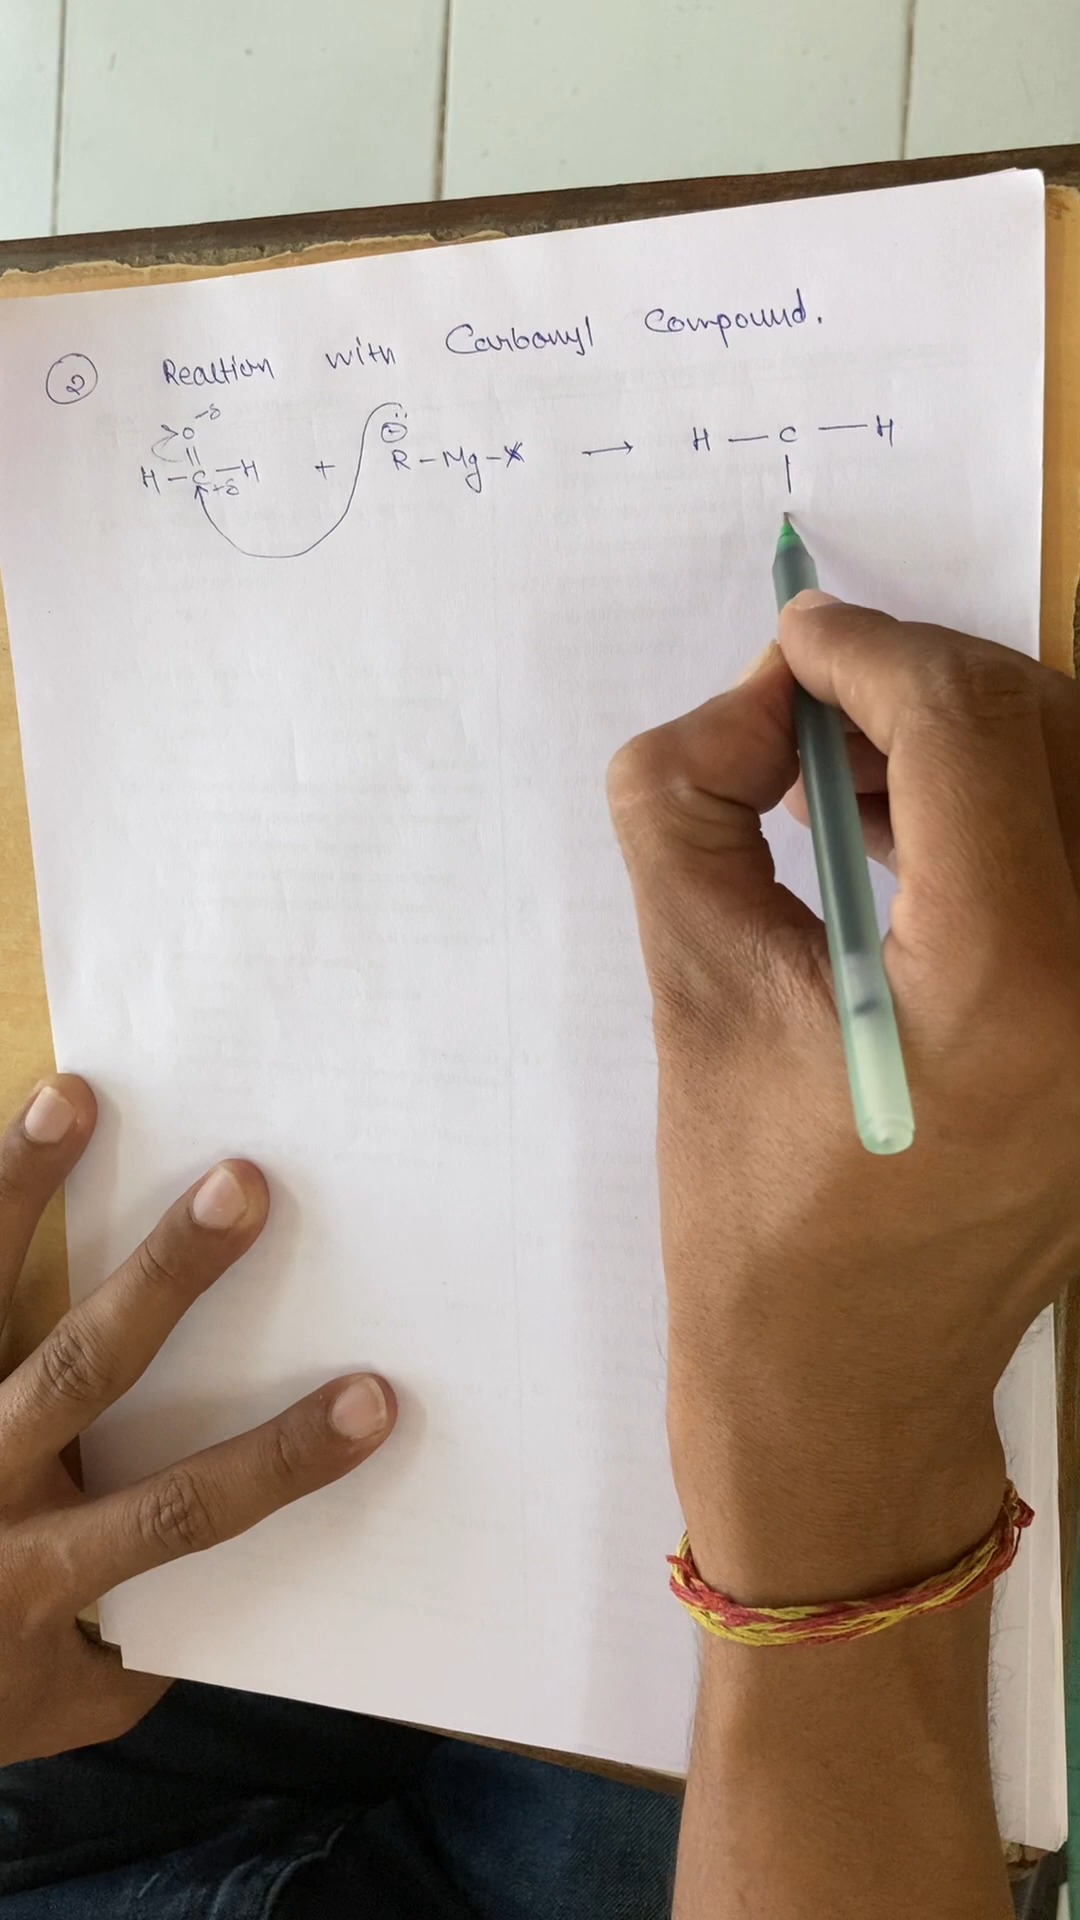 ② Reaction with Carbonyl Compound.
-δ
O ⊖ ..
|| H — C — H
H – C – H + R – Mg – X → |
+δ